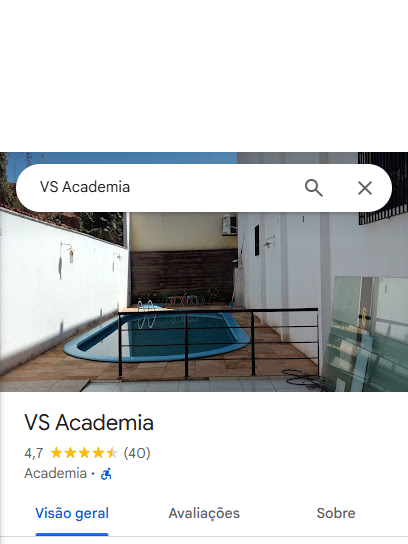 VS Academia
VS Academia
4,7 (40)
Academia ·
Visão geral Avaliações Sobre